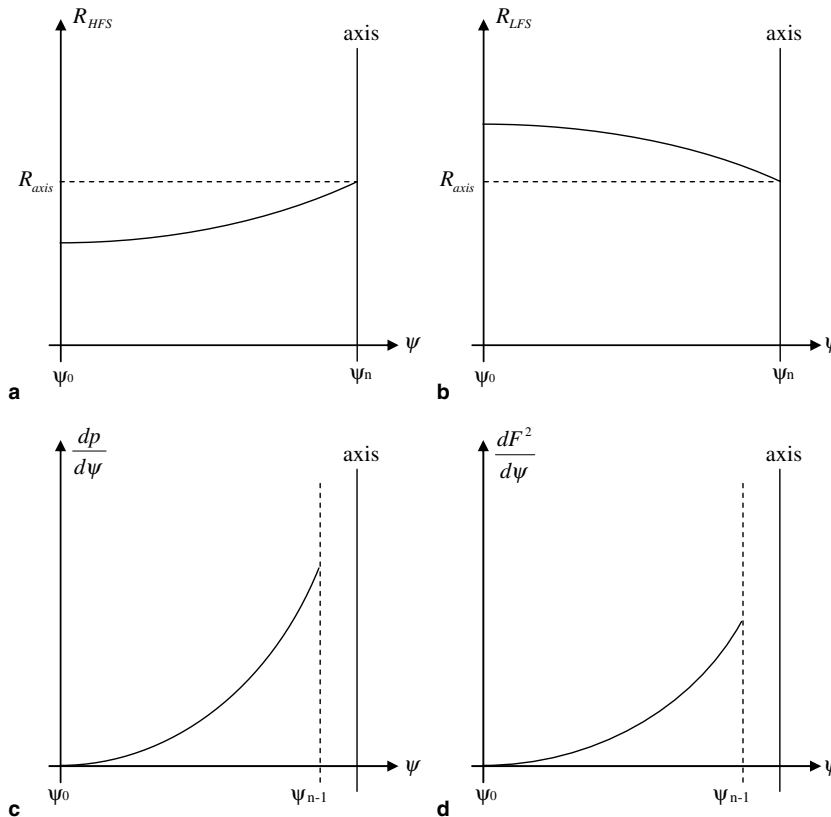 R_HFS
axis
R_axis
ψ
ψ0
ψn
a
R_LFS
axis
R_axis
ψ
ψ0
ψn
b
dp
dψ
axis
ψ
ψ0
ψn-1
c
dF²
dψ
axis
ψ
ψ0
ψn-1
d